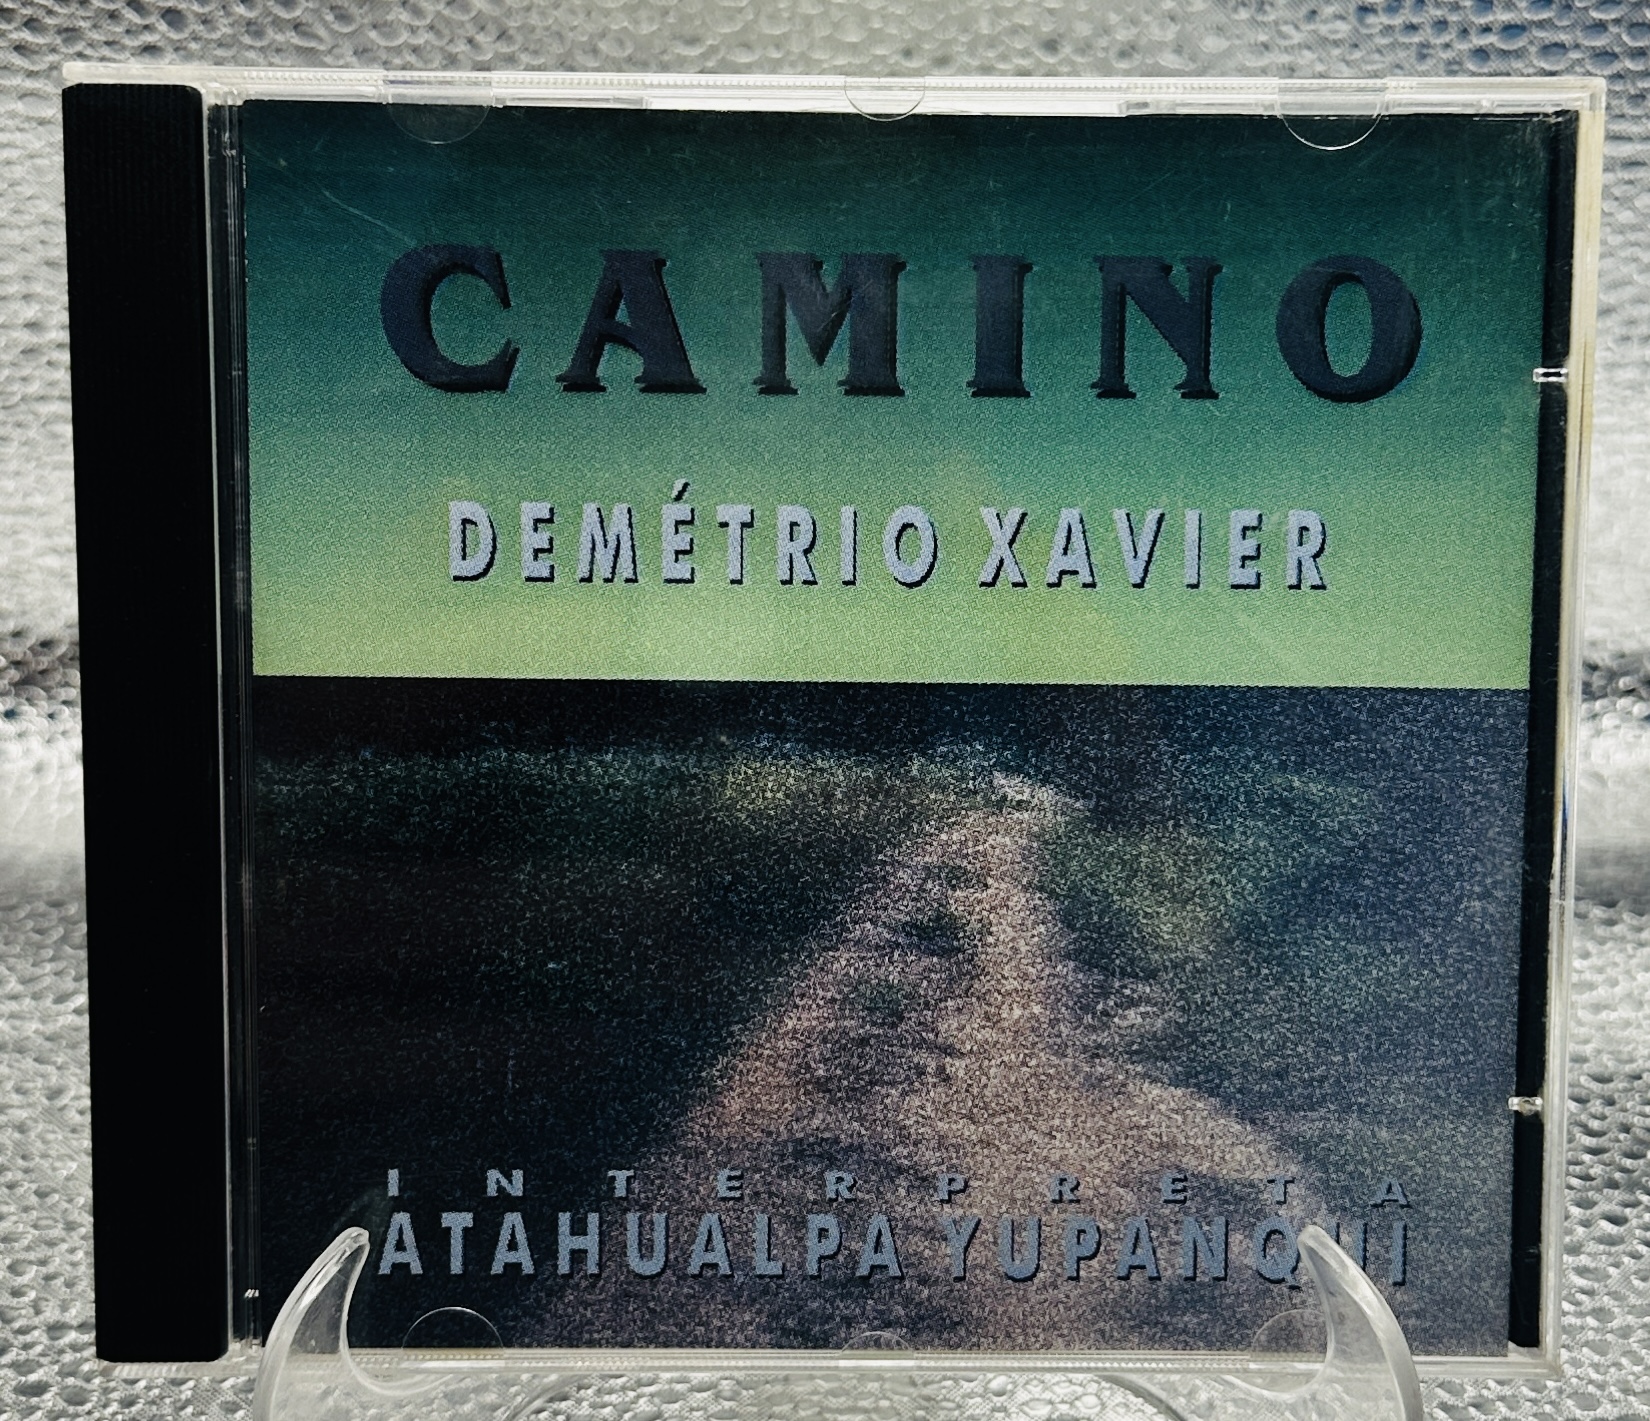 CAMINO
DEMÉTRIO XAVIER
INTERPRETA
ATAHUALPA YUPANQUI